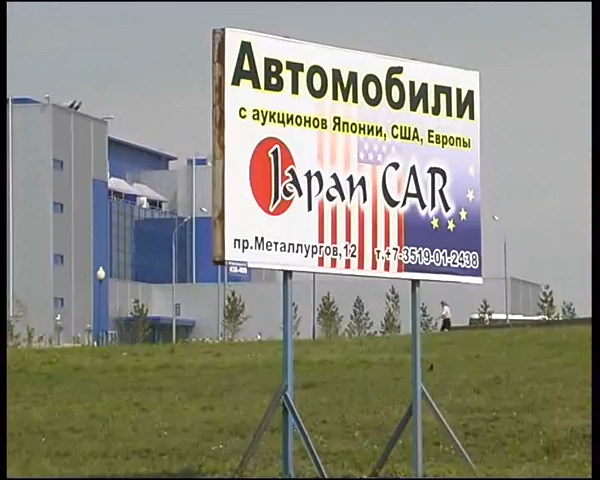 Автомобили
с аукционов Японии, США, Европы
Japan CAR
пр.Металлургов,12 т.+7-3519-01-2438